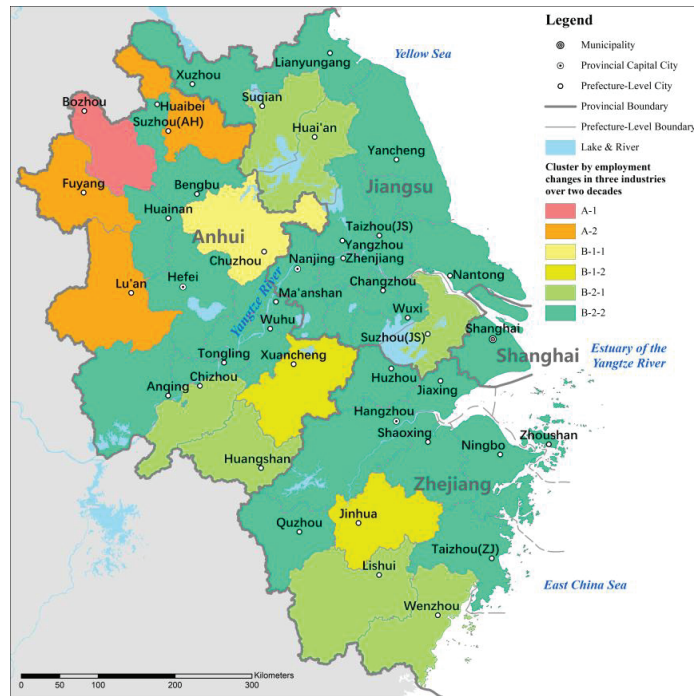 Legend
Municipality
Provincial Capital City
Prefecture-Level City
Provincial Boundary
Prefecture-Level Boundary
Lake & River
Cluster by employment
changes in three industries
over two decades
A-1
A-2
B-1-1
B-1-2
B-2-1
B-2-2
Yellow Sea
Lianyungang
Xuzhou
Suqian
Bozhou
Huaibei
Suzhou(AH)
Huai'an
Yancheng
Fuyang
Bengbu
Jiangsu
Huainan
Taizhou(JS)
Anhui
Yangzhou
Chuzhou
Zhenjiang
Nanjing
Nantong
Lu'an
Hefei
Changzhou
Yangtze River
Ma'anshan
Wuxi
Wuhu
Suzhou(JS)
Shanghai
Shanghai
Estuary of the
Yangtze River
Tongling
Xuancheng
Chizhou
Huzhou
Anqing
Jiaxing
Hangzhou
Shaoxing
Zhoushan
Ningbo
Huangshan
Zhejiang
Quzhou
Jinhua
Taizhou(ZJ)
Lishui
East China Sea
Wenzhou
Kilometers
0 50 100 200 300